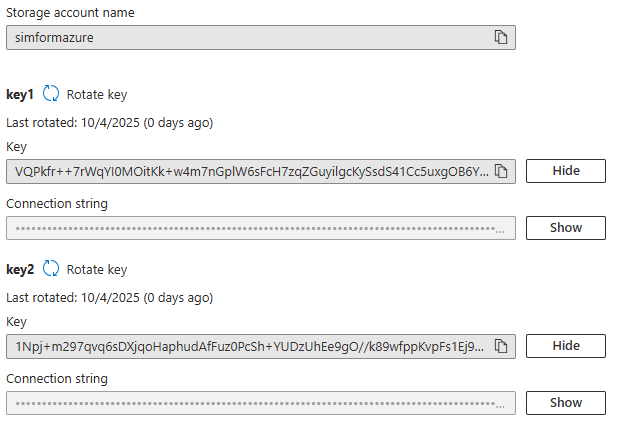 Storage account name
simformazure
key1 Rotate key
Last rotated: 10/4/2025 (0 days ago)
Key
VQPkfr++7rWqYI0MOitKk+w4m7nGplW6sFcH7zqZGuyilgcKySsdS41Cc5uxgOB6Y...
Hide
Connection string
Show
key2 Rotate key
Last rotated: 10/4/2025 (0 days ago)
Key
1Npj+m297qvq6sDXjqoHaphudAfFuz0PcSh+YUDzUhEe9gO//k89wfppKvpFs1Ej9...
Hide
Connection string
Show